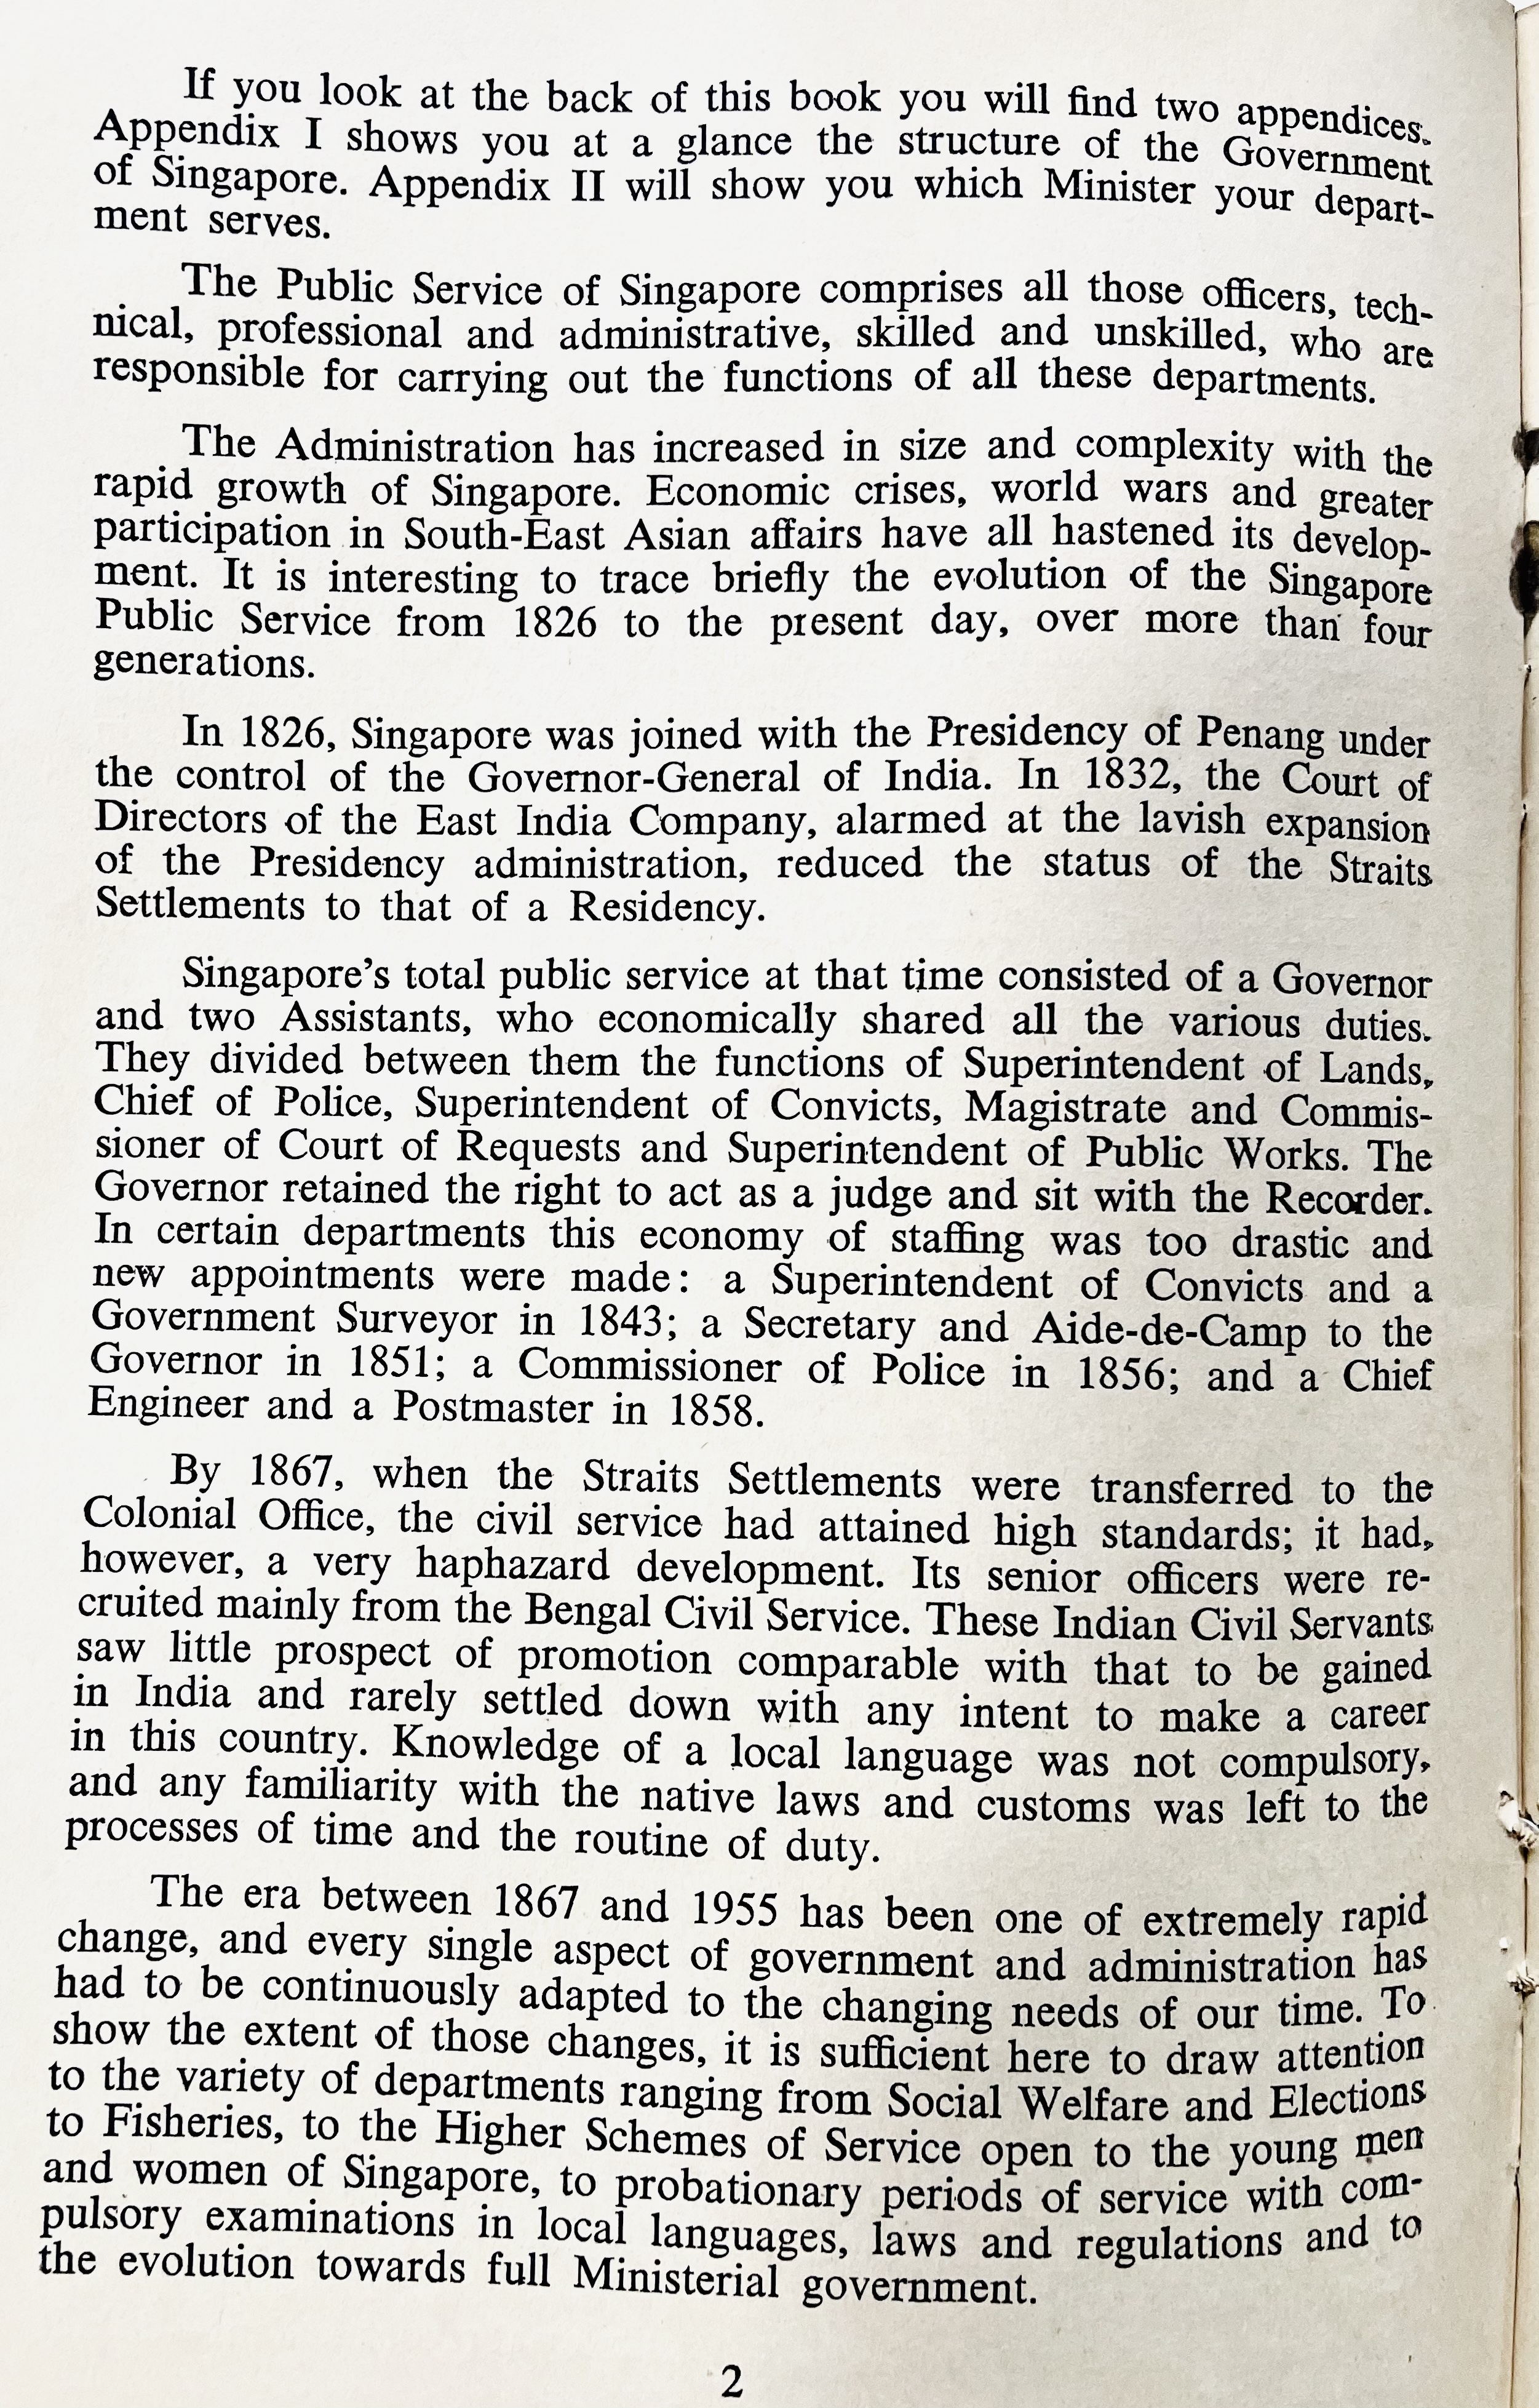 If you look at the back of this book you will find two appendices.
Appendix I shows you at a glance the structure of the Government
of Singapore. Appendix II will show you which Minister your depart-
ment serves.
The Public Service of Singapore comprises all those officers, tech-
nical, professional and administrative, skilled and unskilled, who are
responsible for carrying out the functions of all these departments.
The Administration has increased in size and complexity with the
rapid growth of Singapore. Economic crises, world wars and greater
participation in South-East Asian affairs have all hastened its develop-
ment. It is interesting to trace briefly the evolution of the Singapore
Public Service from 1826 to the present day, over more than four
generations.
In 1826, Singapore was joined with the Presidency of Penang under
the control of the Governor-General of India. In 1832, the Court of
Directors of the East India Company, alarmed at the lavish expansion
of the Presidency administration, reduced the status of the Straits
Settlements to that of a Residency.
Singapore's total public service at that time consisted of a Governor
and two Assistants, who economically shared all the various duties.
They divided between them the functions of Superintendent of Lands,
Chief of Police, Superintendent of Convicts, Magistrate and Commis-
sioner of Court of Requests and Superintendent of Public Works. The
Governor retained the right to act as a judge and sit with the Recorder.
In certain departments this economy of staffing was too drastic and
new appointments were made: a Superintendent of Convicts and a
Government Surveyor in 1843; a Secretary and Aide-de-Camp to the
Governor in 1851; a Commissioner of Police in 1856; and a Chief
Engineer and a Postmaster in 1858.
By 1867, when the Straits Settlements were transferred to the
Colonial Office, the civil service had attained high standards; it had,
however, a very haphazard development. Its senior officers were re-
cruited mainly from the Bengal Civil Service. These Indian Civil Servants
saw little prospect of promotion comparable with that to be gained
in India and rarely settled down with any intent to make a career
in this country. Knowledge of a local language was not compulsory,
and any familiarity with the native laws and customs was left to the
processes of time and the routine of duty.
The era between 1867 and 1955 has been one of extremely rapid
change, and every single aspect of government and administration has
had to be continuously adapted to the changing needs of our time. To
show the extent of those changes, it is sufficient here to draw attention
to the variety of departments ranging from Social Welfare and Elections
to Fisheries, to the Higher Schemes of Service open to the young men
and women of Singapore, to probationary periods of service with com-
pulsory examinations in local languages, laws and regulations and to
the evolution towards full Ministerial government.
2